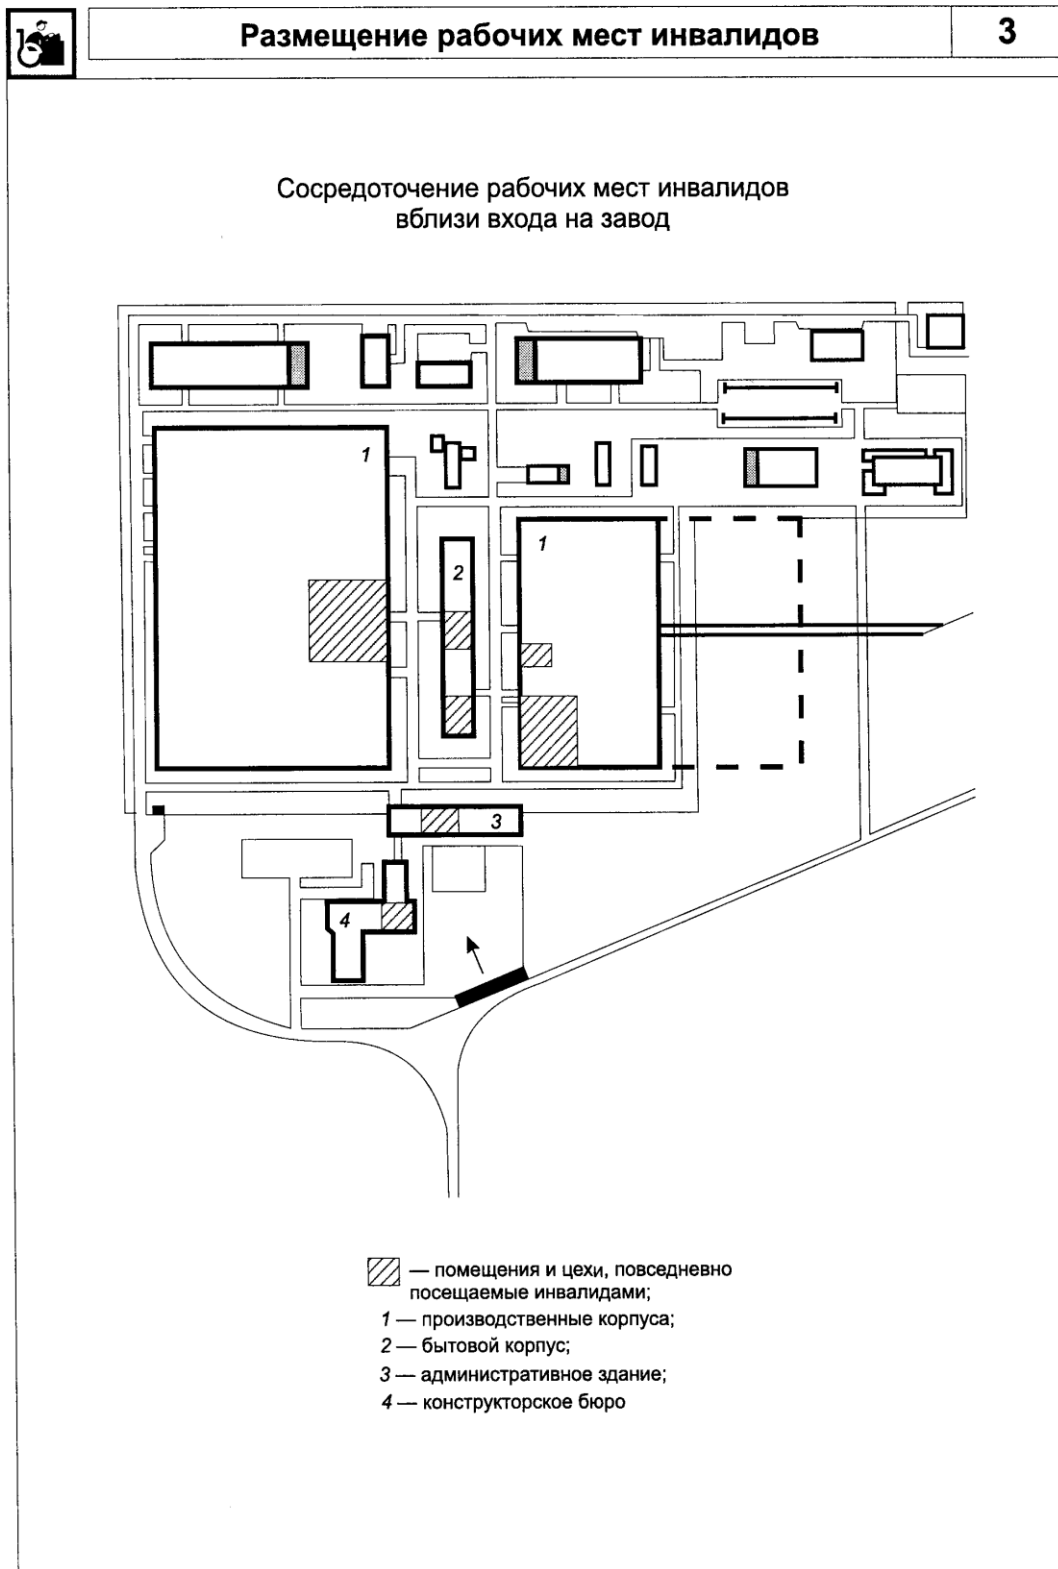 Размещение рабочих мест инвалидов
3
Сосредоточение рабочих мест инвалидов
вблизи входа на завод
1
2
1
3
4
— помещения и цехи, повседневно
посещаемые инвалидами;
1 — производственные корпуса;
2 — бытовой корпус;
3 — административное здание;
4 — конструкторское бюро